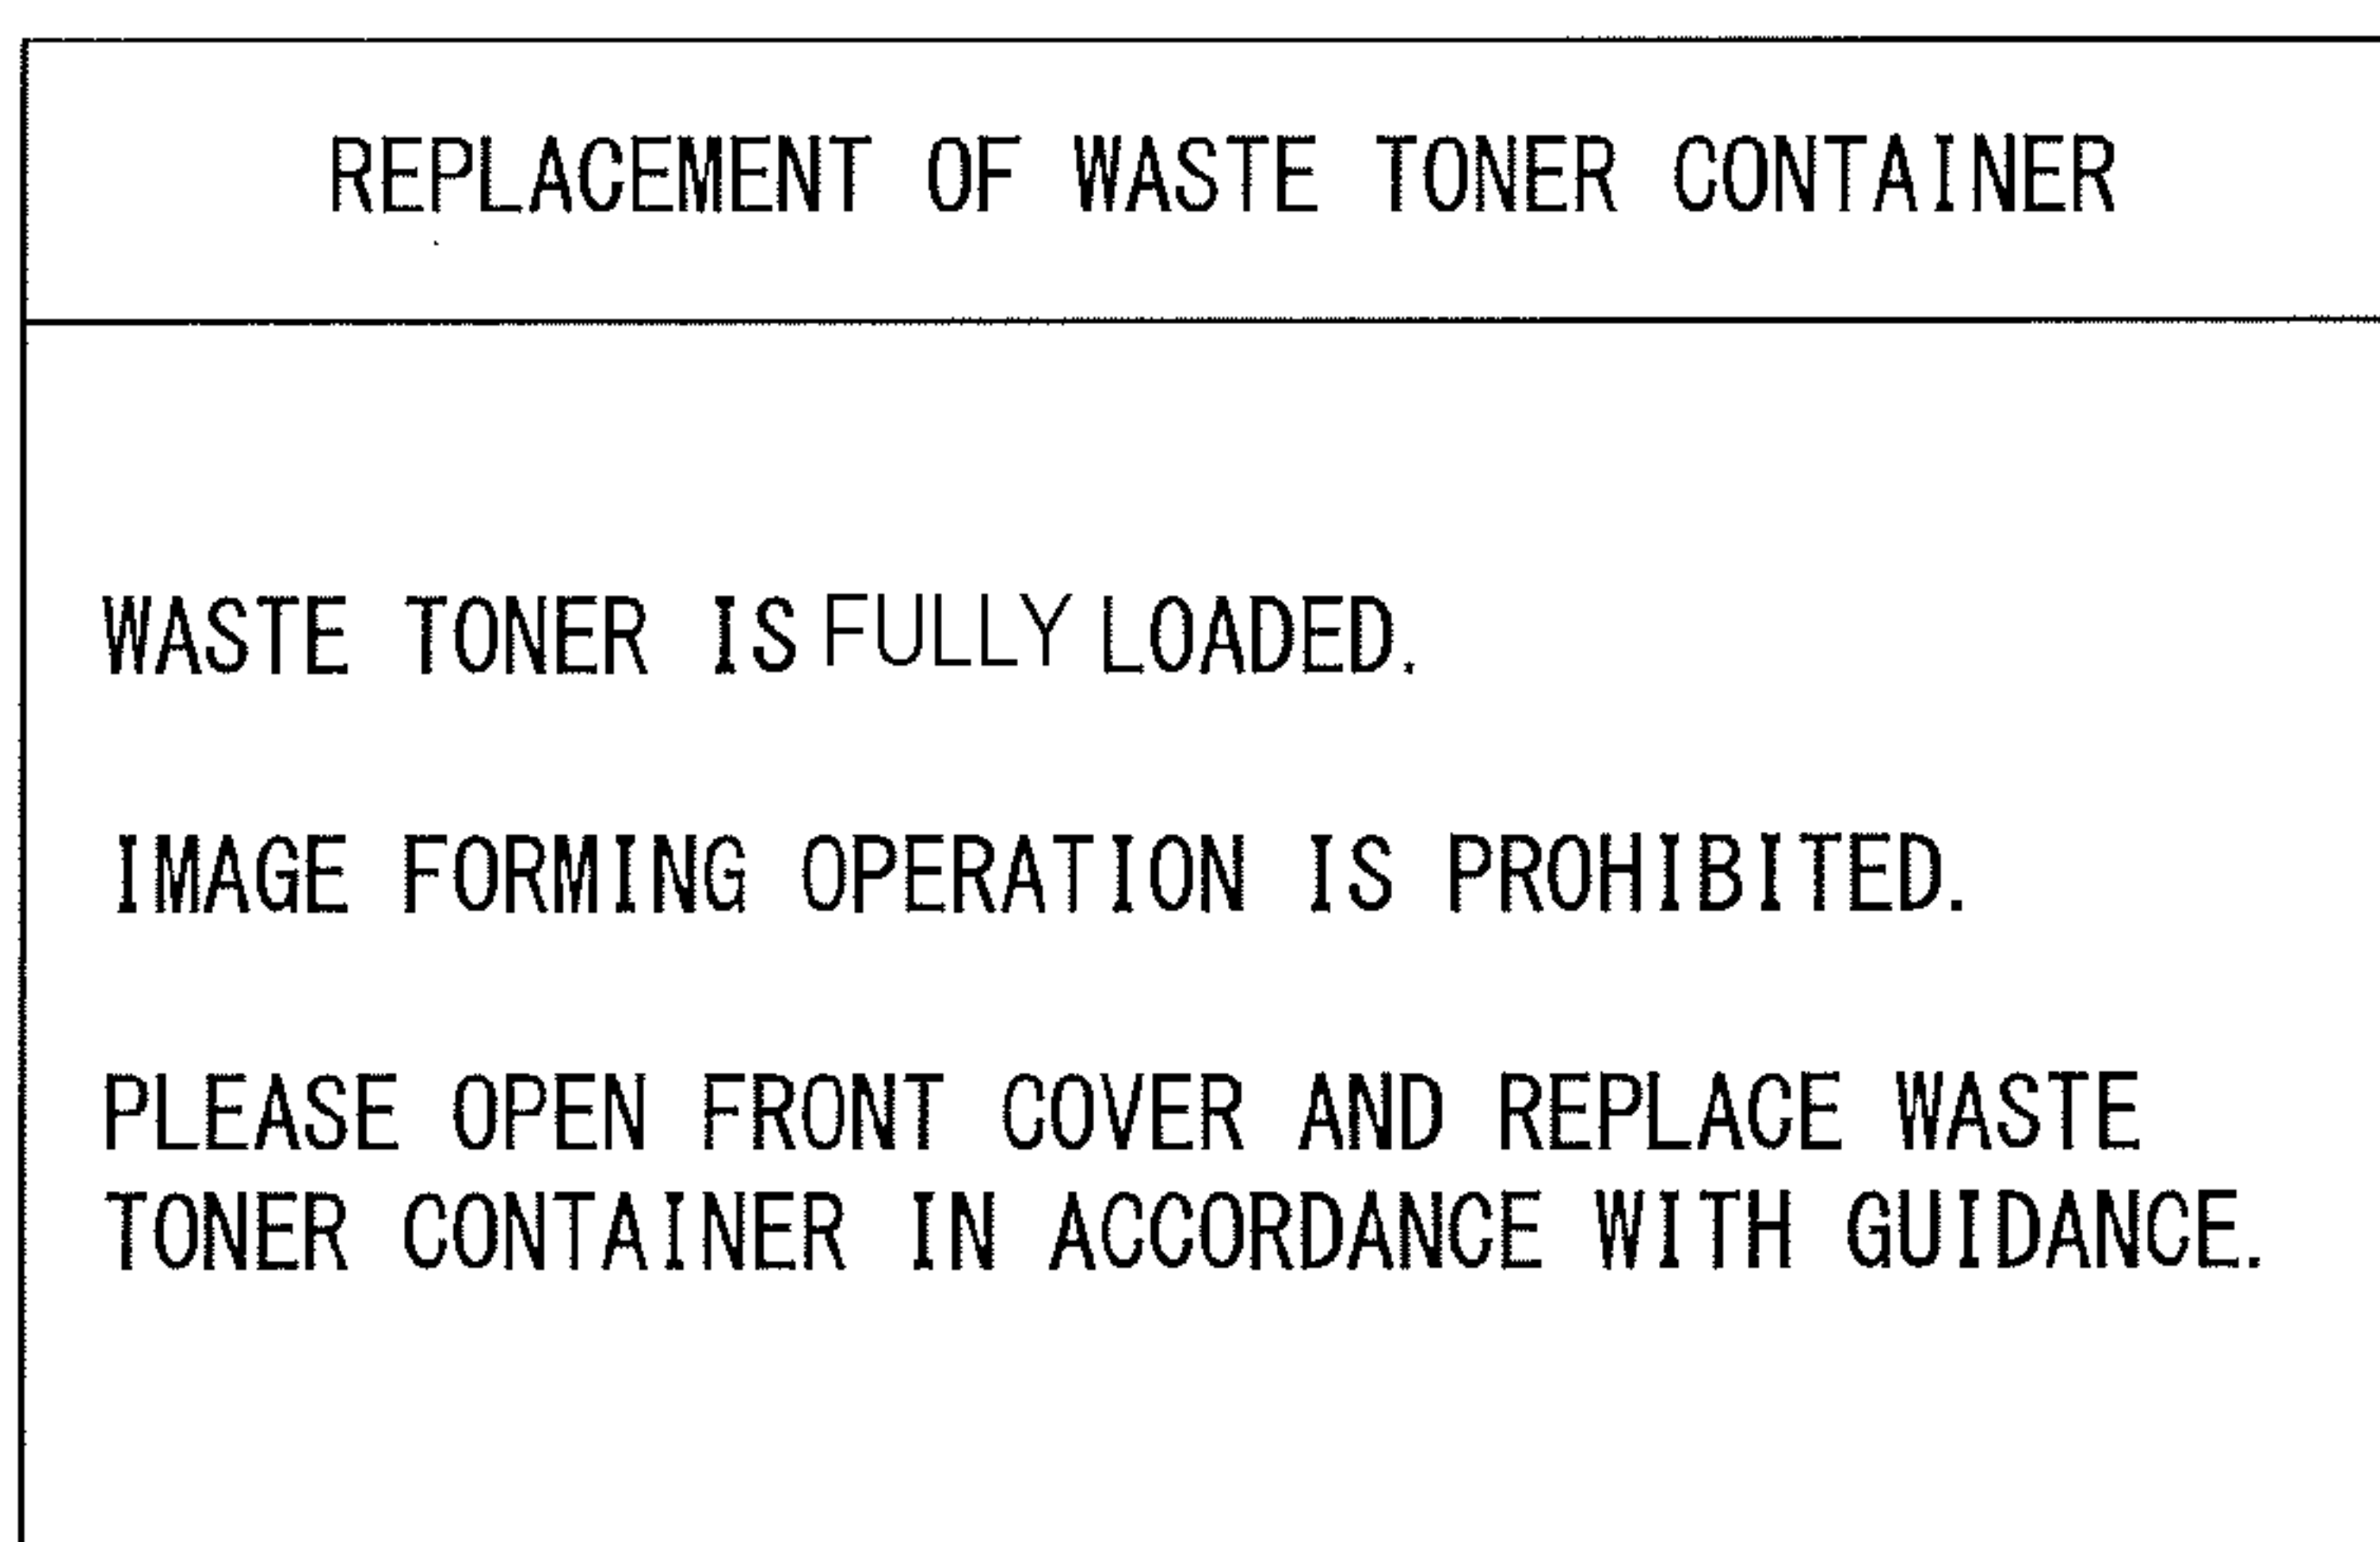 REPLACEMENT OF WASTE TONER CONTAINER
WASTE TONER IS FULLY LOADED.
IMAGE FORMING OPERATION IS PROHIBITED.
PLEASE OPEN FRONT COVER AND REPLACE WASTE
TONER CONTAINER IN ACCORDANCE WITH GUIDANCE.